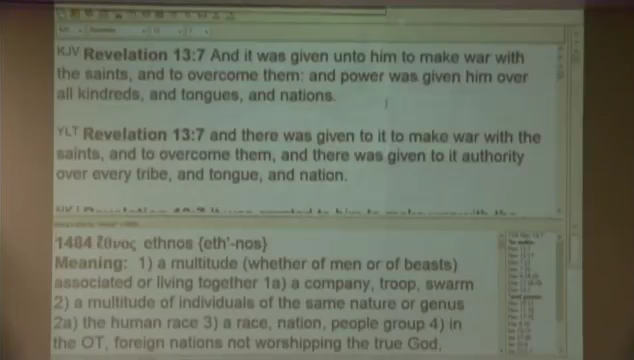 KJV Revelation 13:7 And it was given unto him to make war with
the saints, and to overcome them: and power was given him over
all kindreds, and tongues, and nations.
YLT Revelation 13:7 and there was given to it to make war with the
saints, and to overcome them, and there was given to it authority
over every tribe, and tongue, and nation.
1484 ἔθνος ethnos {eth'-nos}
Meaning: 1) a multitude (whether of men or of beasts)
associated or living together 1a) a company, troop, swarm
2) a multitude of individuals of the same nature or genus
2a) the human race 3) a race, nation, people group 4) in
the OT, foreign nations not worshipping the true God,